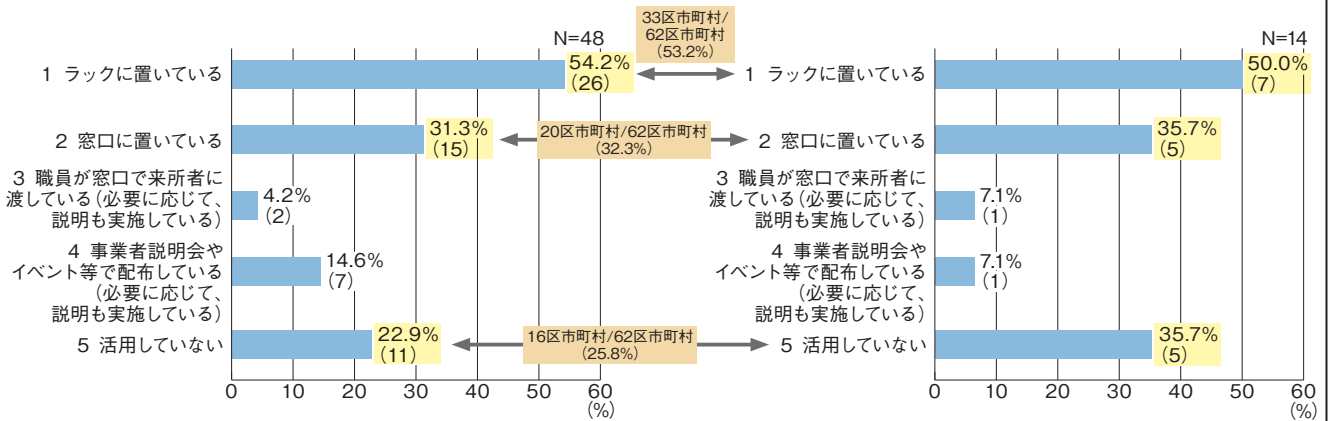 33区市町村/
62区市町村
(53.2%)
N=48
1 ラックに置いている
54.2%
(26)
2 窓口に置いている
31.3%
(15)
3 職員が窓口で来所者に
渡している(必要に応じて、
説明も実施している)
4.2%
(2)
4 事業者説明会や
イベント等で配布している
(必要に応じて、
説明も実施している)
14.6%
(7)
5 活用していない
22.9%
(11)
0 10 20 30 40 50 60
(%)
20区市町村/62区市町村
(32.3%)
16区市町村/62区市町村
(25.8%)
N=14
1 ラックに置いている
50.0%
(7)
2 窓口に置いている
35.7%
(5)
3 職員が窓口で来所者に
渡している(必要に応じて、
説明も実施している)
7.1%
(1)
4 事業者説明会や
イベント等で配布している
(必要に応じて、
説明も実施している)
7.1%
(1)
5 活用していない
35.7%
(5)
0 10 20 30 40 50 60
(%)